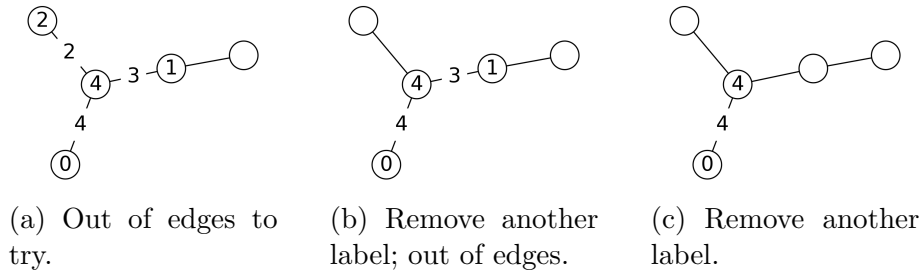 2
2
4 3 1
4
0
4 3 1
4
0
4
4
0
(a) Out of edges to
try.
(b) Remove another
label; out of edges.
(c) Remove another
label.